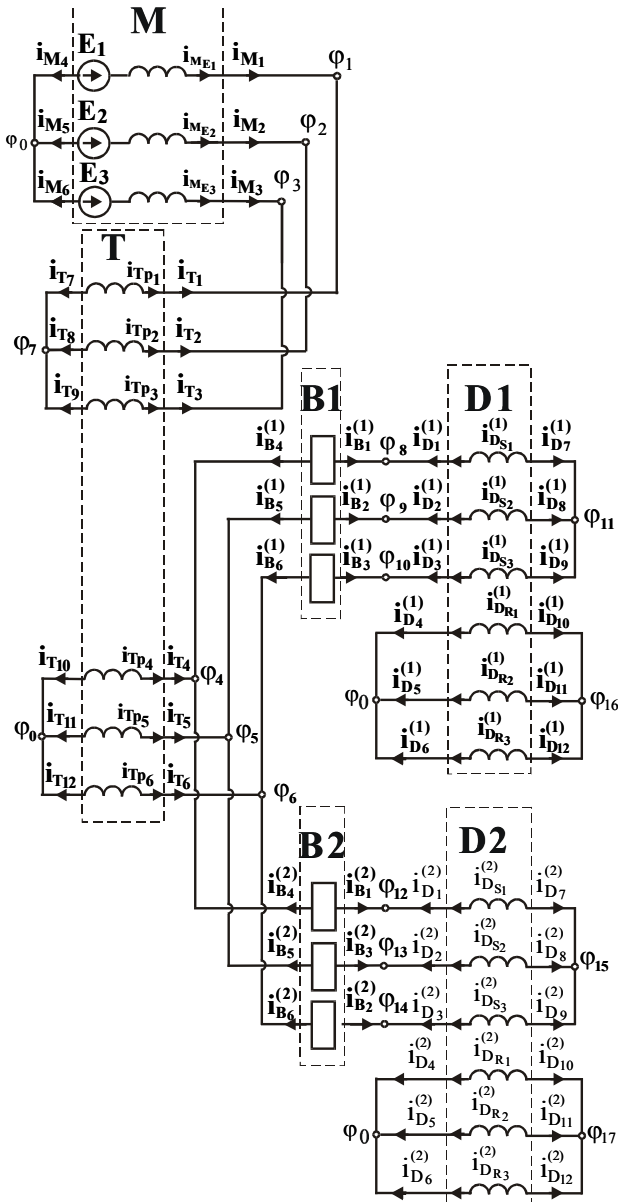 M
i_M4 E1 i_ME1 i_M1 φ1
i_M5 E2 i_ME2 i_M2 φ2
φ0
i_M6 E3 i_ME3 i_M3 φ3
T
i_T7 i_Tp1 i_T1
i_T8 i_Tp2 i_T2
φ7
i_T9 i_Tp3 i_T3
B1 D1
i_B4^(1) i_B1^(1) φ8 i_D1^(1) i_DS1^(1) i_D7^(1)
i_B5^(1) i_B2^(1) φ9 i_D2^(1) i_DS2^(1) i_D8^(1)
φ11
i_B6^(1) i_B3^(1) φ10 i_D3^(1) i_DS3^(1) i_D9^(1)
i_D4^(1) i_DR1^(1) i_D10^(1)
i_T10 i_Tp4 i_T4 φ4
i_D5^(1) i_DR2^(1) i_D11^(1)
φ0 φ16
i_T11 i_Tp5 i_T5 φ5
φ0
i_D6^(1) i_DR3^(1) i_D12^(1)
i_T12 i_Tp6 i_T6 φ6
B2 D2
i_B4^(2) i_B1^(2) φ12 i_D1^(2) i_DS1^(2) i_D7^(2)
i_B5^(2) i_B3^(2) φ13 i_D2^(2) i_DS2^(2) i_D8^(2)
φ15
i_B6^(2) i_B2^(2) φ14 i_D3^(2) i_DS3^(2) i_D9^(2)
i_D4^(2) i_DR1^(2) i_D10^(2)
i_D5^(2) i_DR2^(2) i_D11^(2)
φ0 φ17
i_D6^(2) i_DR3^(2) i_D12^(2)